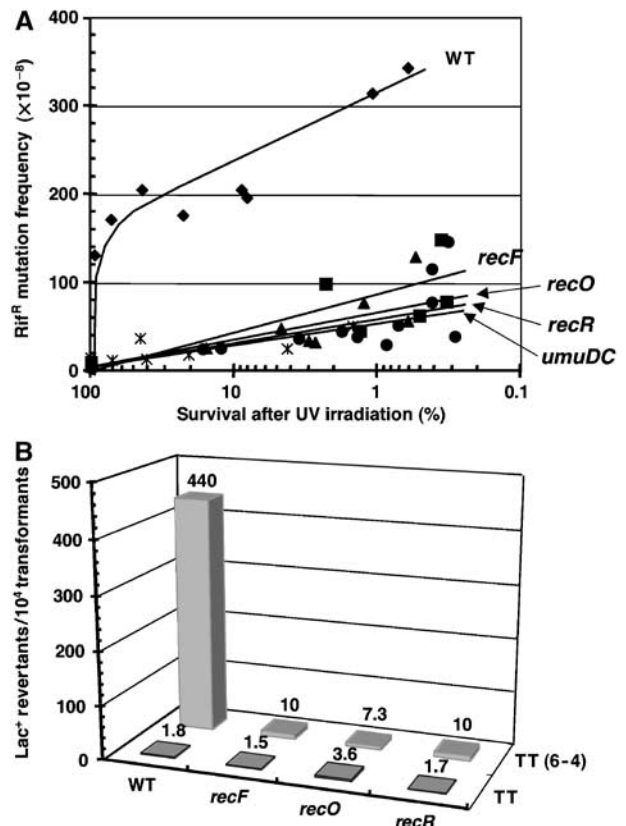 A
400
300
200
100
0
Rif^R mutation frequency (×10⁻⁸)
WT
recF
recO
recR
umuDC
100 10 1 0.1
Survival after UV irradiation (%)
B
500
400
300
200
100
0
Lac⁺ revertants/10⁴ transformants
440
10 7.3 10
1.8 1.5 3.6 1.7
TT (6–4)
TT
WT recF recO recR